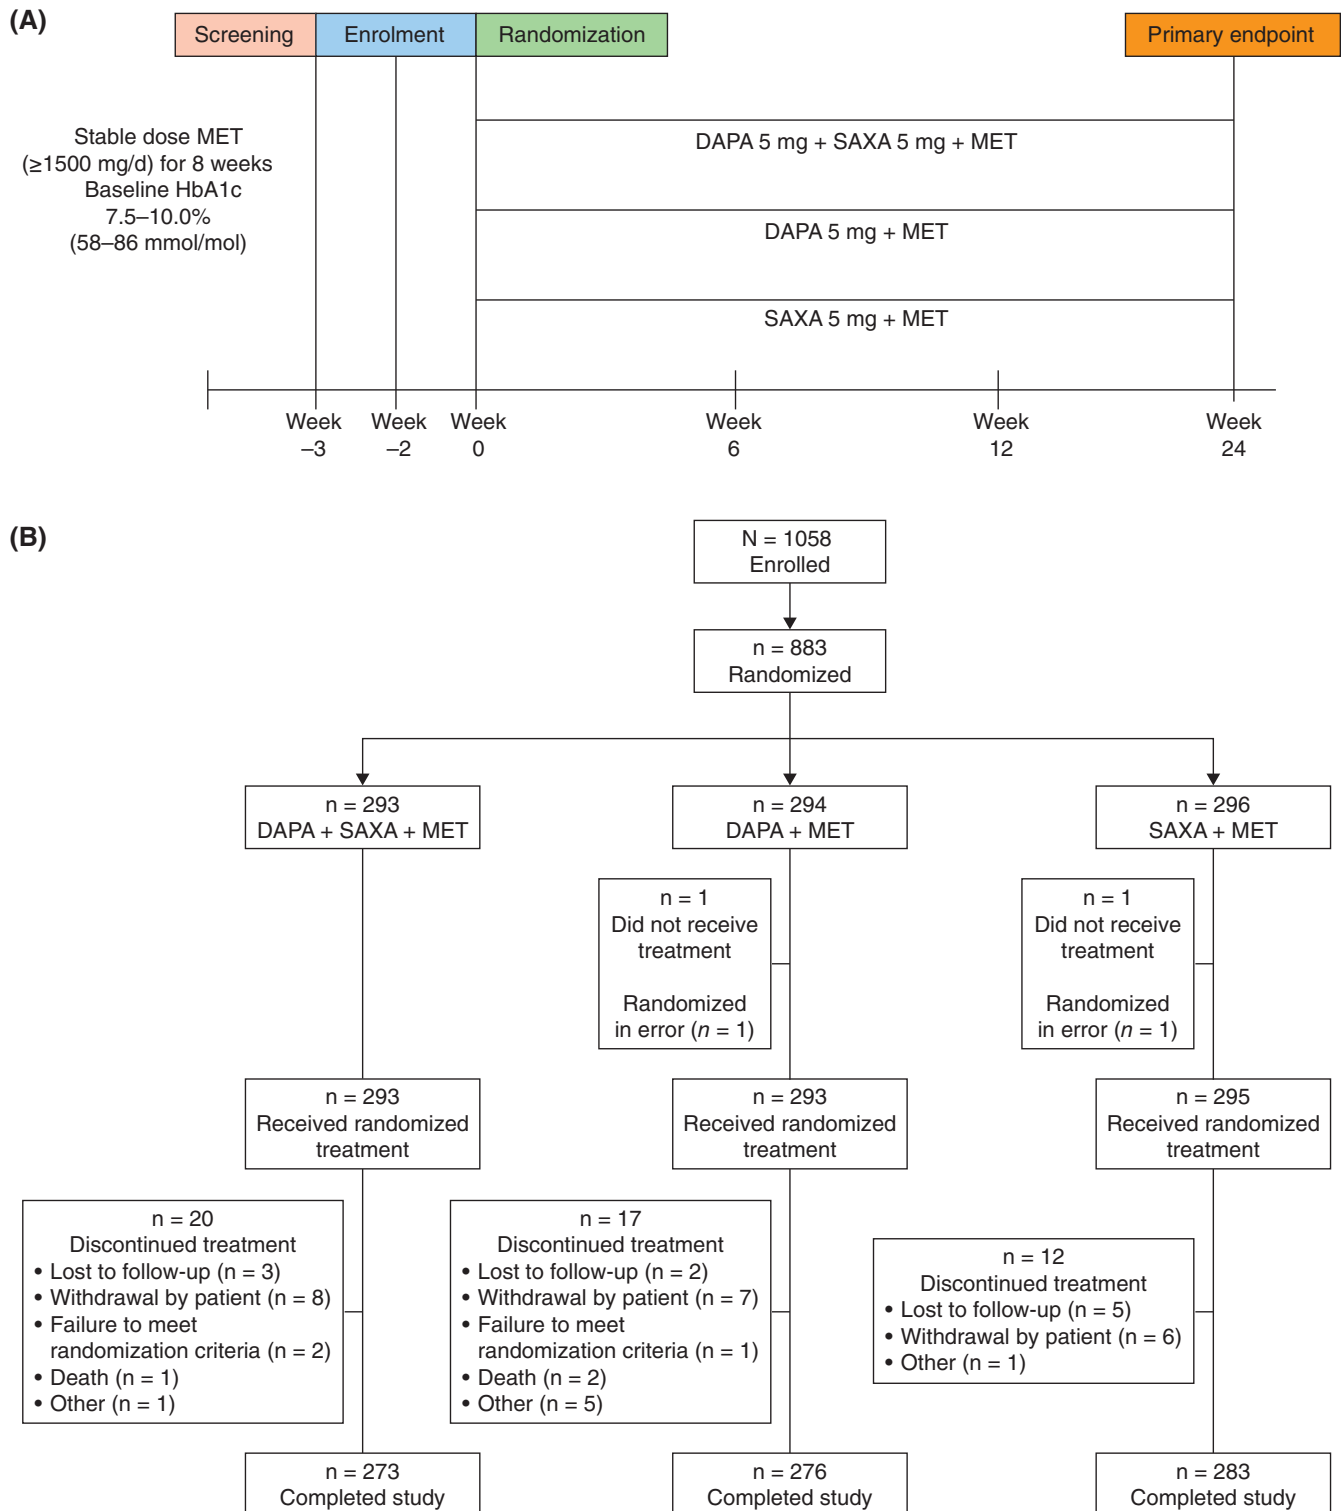 (A)
Screening
Enrolment
Randomization
Primary endpoint
Stable dose MET
(≥1500 mg/d) for 8 weeks
Baseline HbA1c
7.5–10.0%
(58–86 mmol/mol)
DAPA 5 mg + SAXA 5 mg + MET
DAPA 5 mg + MET
SAXA 5 mg + MET
Week
–3
Week
–2
Week
0
Week
6
Week
12
Week
24
(B)
N = 1058
Enrolled
n = 883
Randomized
n = 293
DAPA + SAXA + MET
n = 294
DAPA + MET
n = 296
SAXA + MET
n = 1
Did not receive
treatment
Randomized
in error (n = 1)
n = 1
Did not receive
treatment
Randomized
in error (n = 1)
n = 293
Received randomized
treatment
n = 293
Received randomized
treatment
n = 295
Received randomized
treatment
n = 20
Discontinued treatment
• Lost to follow-up (n = 3)
• Withdrawal by patient (n = 8)
• Failure to meet
randomization criteria (n = 2)
• Death (n = 1)
• Other (n = 1)
n = 17
Discontinued treatment
• Lost to follow-up (n = 2)
• Withdrawal by patient (n = 7)
• Failure to meet
randomization criteria (n = 1)
• Death (n = 2)
• Other (n = 5)
n = 12
Discontinued treatment
• Lost to follow-up (n = 5)
• Withdrawal by patient (n = 6)
• Other (n = 1)
n = 273
Completed study
n = 276
Completed study
n = 283
Completed study